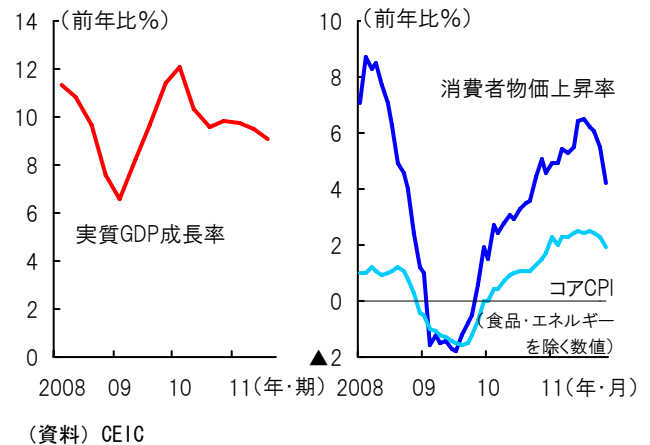 (前年比%)
14
12
10
8
6
4
2
0
実質GDP成長率
2008 09 10 11(年・期)
(前年比%)
10
8
6
4
2
0
▲2
消費者物価上昇率
コアCPI
(食品・エネルギー
を除く数値)
2008 09 10 11(年・月)
(資料) CEIC